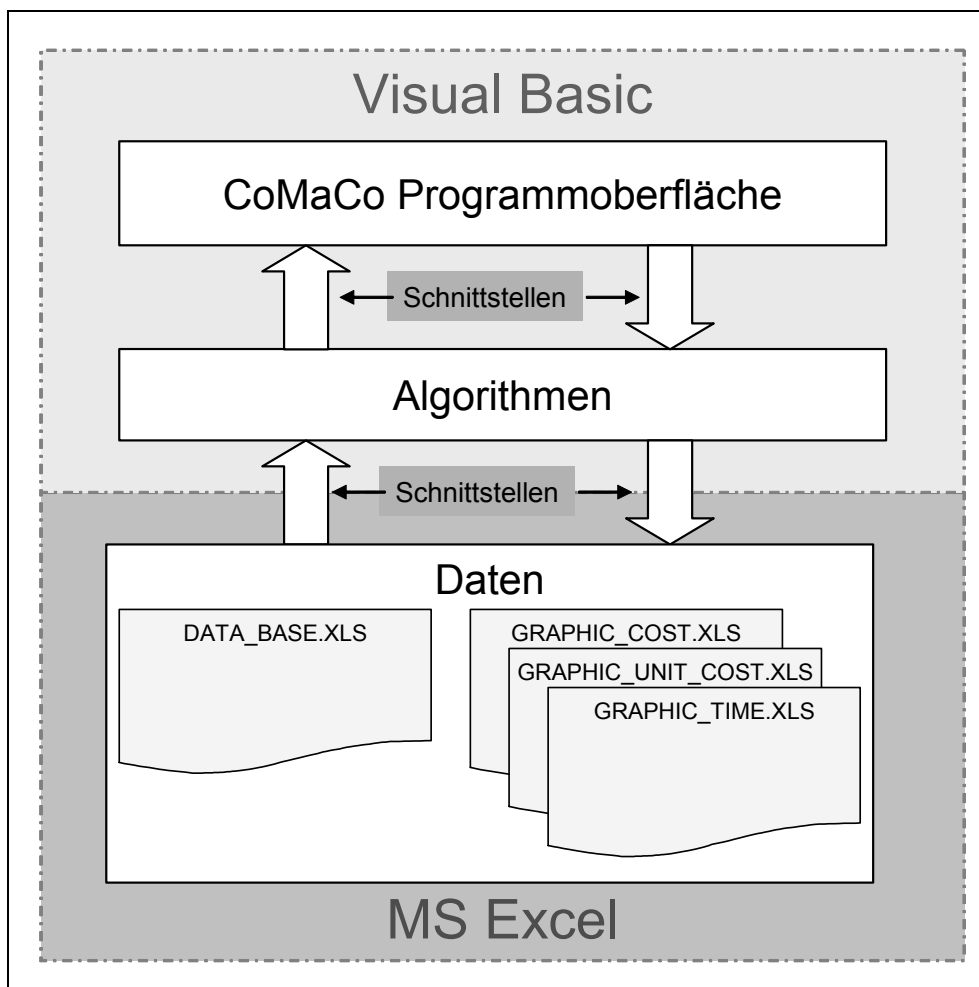 Visual Basic
CoMaCo Programmoberfläche
Schnittstellen
Algorithmen
Schnittstellen
Daten
DATA_BASE.XLS
GRAPHIC_COST.XLS
GRAPHIC_UNIT_COST.XLS
GRAPHIC_TIME.XLS
MS Excel